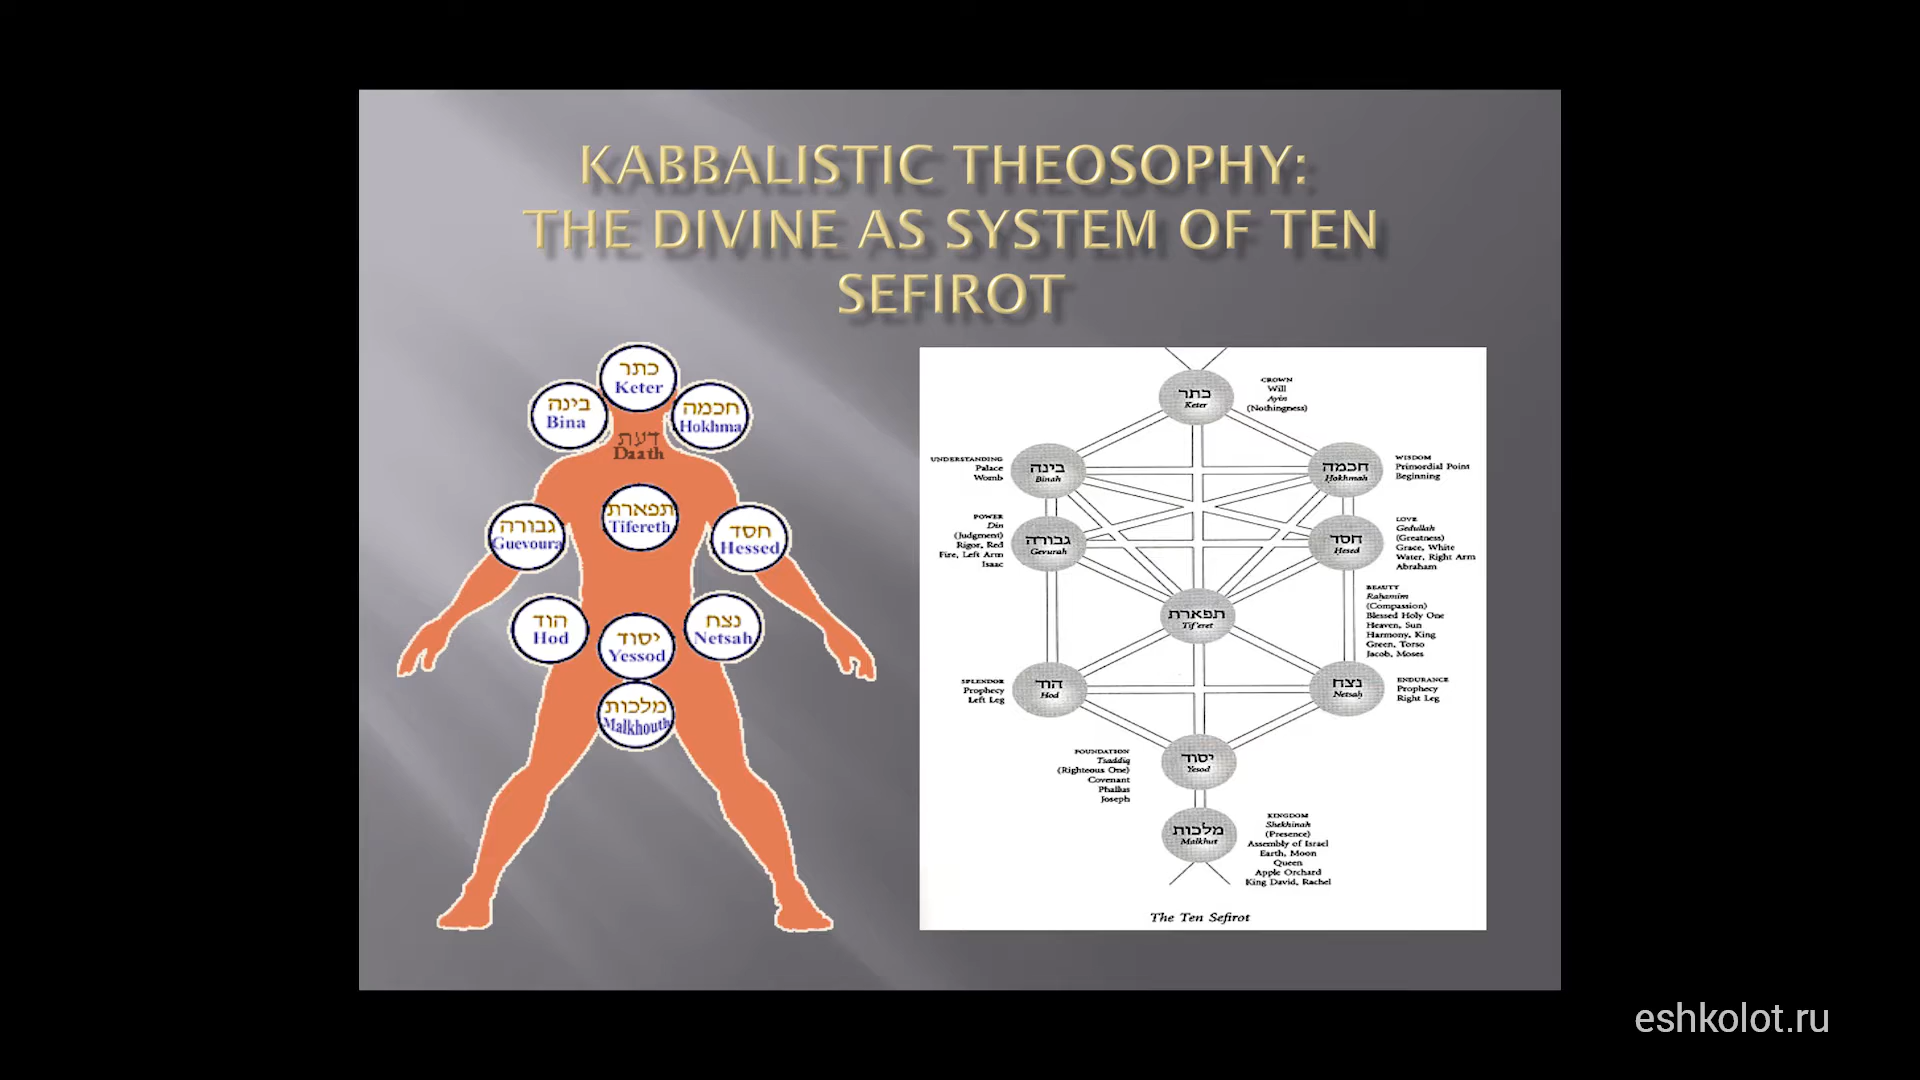 KABBALISTIC THEOSOPHY:
THE DIVINE AS SYSTEM OF TEN
SEFIROT
כתר
Keter
בינה
Bina
חכמה
Hokhma
דעת
Daath
גבורה
Guevoura
תפארת
Tifereth
חסד
Hessed
הוד
Hod
יסוד
Yessod
נצח
Netsah
מלכות
Malkhouth
כתר
Keter
CROWN
Will
Ayin
(Nothingness)
UNDERSTANDING
Palace
Womb
בינה
Binah
חכמה
Ḥokhmah
WISDOM
Primordial Point
Beginning
POWER
Din
(Judgment)
Rigor, Red
Fire, Left Arm
Isaac
גבורה
Gevurah
חסד
Ḥesed
LOVE
Gedullah
(Greatness)
Grace, White
Water, Right Arm
Abraham
תפארת
Tif'eret
BEAUTY
Raḥamim
(Compassion)
Blessed Holy One
Heaven, Sun
Harmony, King
Green, Torso
Jacob, Moses
SPLENDOR
Prophecy
Left Leg
הוד
Hod
נצח
Netsaḥ
ENDURANCE
Prophecy
Right Leg
FOUNDATION
Tsaddiq
(Righteous One)
Covenant
Phallus
Joseph
יסוד
Yesod
מלכות
Malkhut
KINGDOM
Shekhinah
(Presence)
Assembly of Israel
Earth, Moon
Queen
Apple Orchard
King David, Rachel
The Ten Sefirot
eshkolot.ru